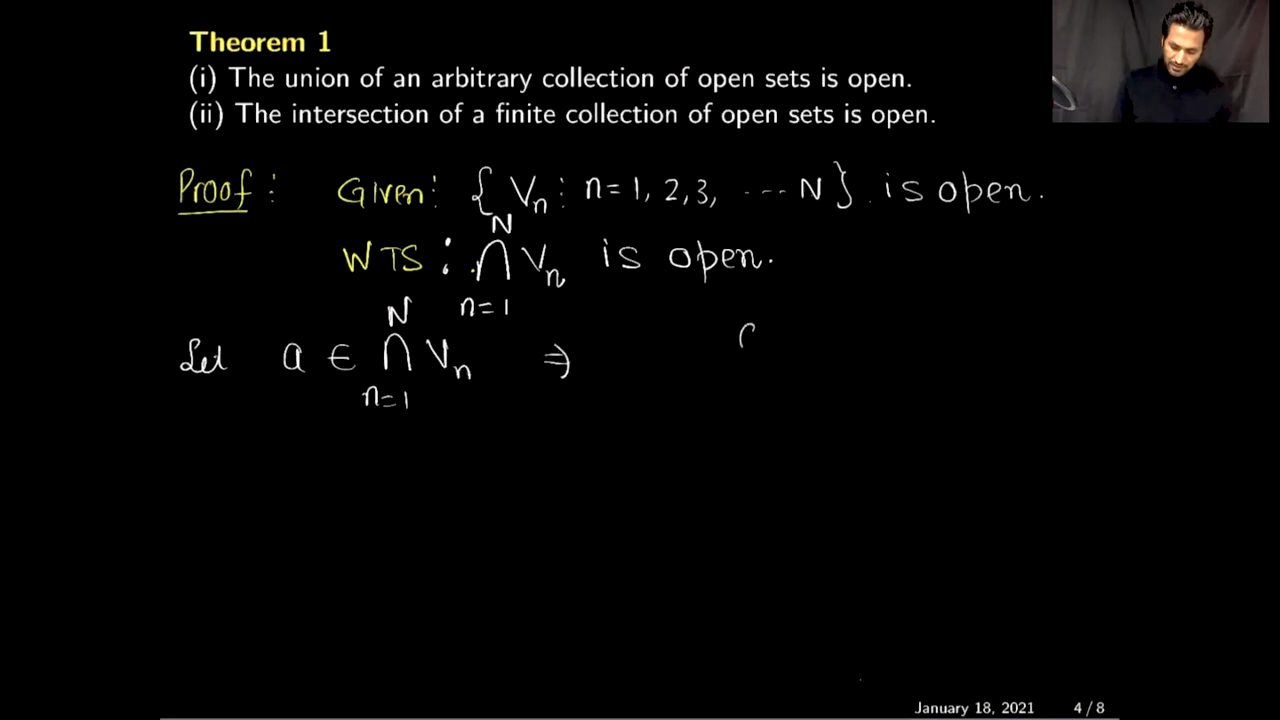 Theorem 1
(i) The union of an arbitrary collection of open sets is open.
(ii) The intersection of a finite collection of open sets is open.
Proof: Given: { Vn : n = 1, 2, 3, ---- N } is open.
N
WTS : ∩ Vn is open.
n=1
N
Let a ∈ ∩ Vn ⇒
n=1
January 18, 2021 4 / 8